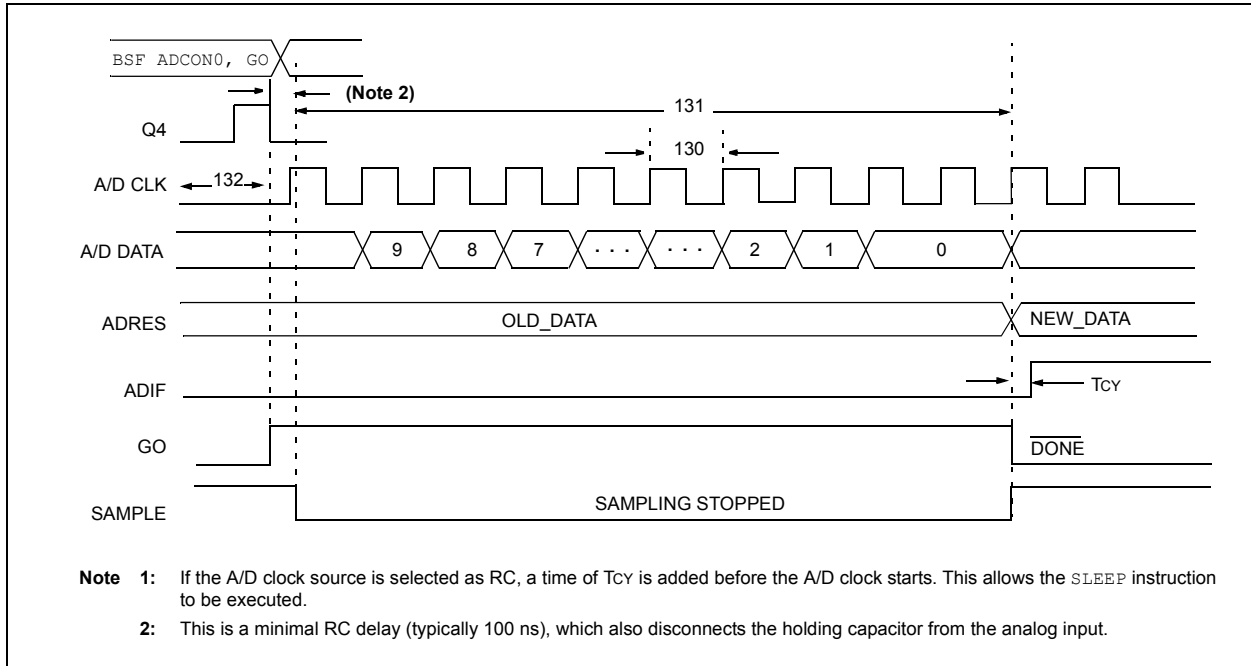 BSF ADCON0, GO
(Note 2)
131
Q4
130
A/D CLK
132
A/D DATA
9 8 7 . . . . . . 2 1 0
ADRES
OLD_DATA
NEW_DATA
ADIF
TCY
GO
DONE
SAMPLE
SAMPLING STOPPED
Note 1: If the A/D clock source is selected as RC, a time of TCY is added before the A/D clock starts. This allows the SLEEP instruction
to be executed.
2: This is a minimal RC delay (typically 100 ns), which also disconnects the holding capacitor from the analog input.